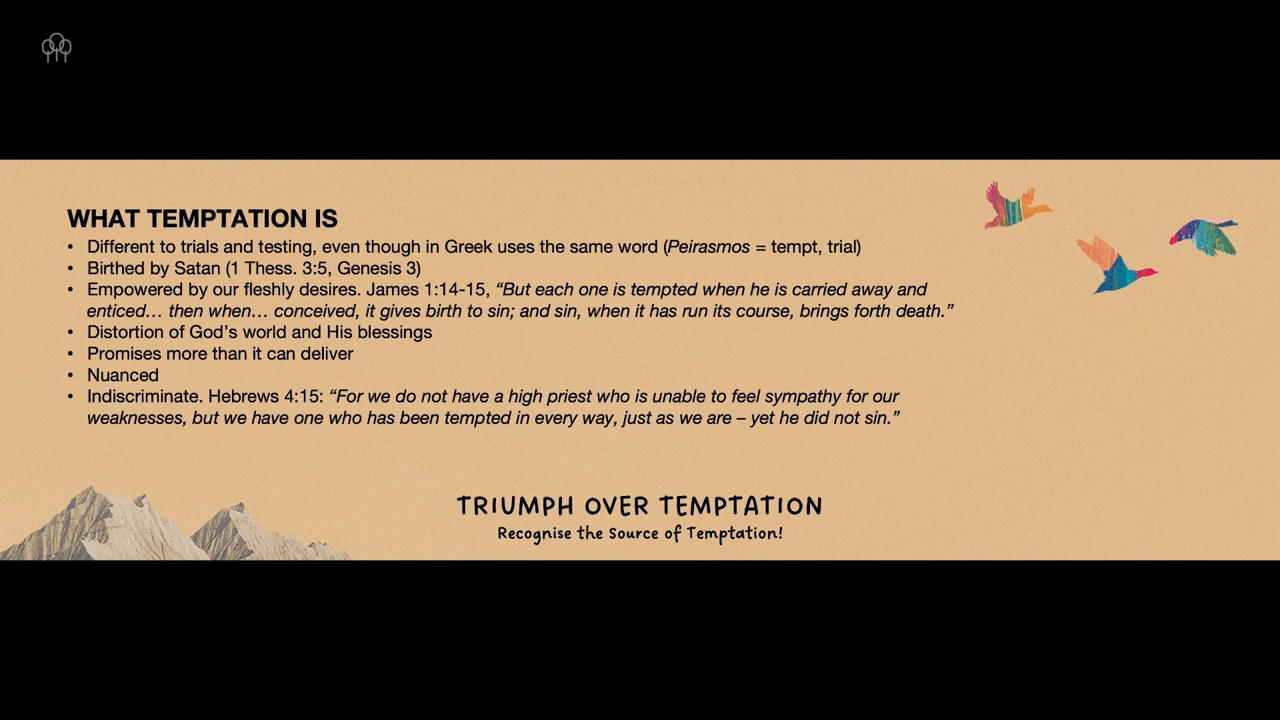 WHAT TEMPTATION IS
• Different to trials and testing, even though in Greek uses the same word (Peirasmos = tempt, trial)
• Birthed by Satan (1 Thess. 3:5, Genesis 3)
• Empowered by our fleshly desires. James 1:14-15, “But each one is tempted when he is carried away and
enticed… then when… conceived, it gives birth to sin; and sin, when it has run its course, brings forth death.”
• Distortion of God’s world and His blessings
• Promises more than it can deliver
• Nuanced
• Indiscriminate. Hebrews 4:15: “For we do not have a high priest who is unable to feel sympathy for our
weaknesses, but we have one who has been tempted in every way, just as we are – yet he did not sin.”
TRIUMPH OVER TEMPTATION
Recognise the Source of Temptation!